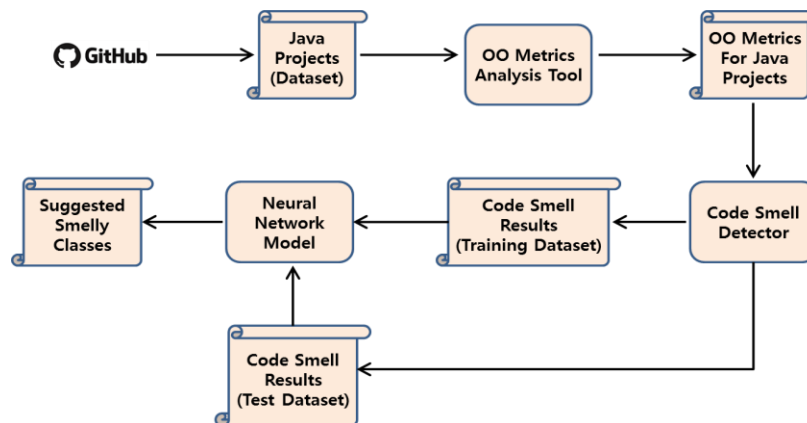 GitHub
Java
Projects
(Dataset)
OO Metrics
Analysis Tool
OO Metrics
For Java
Projects
Suggested
Smelly
Classes
Neural
Network
Model
Code Smell
Results
(Training Dataset)
Code Smell
Detector
Code Smell
Results
(Test Dataset)